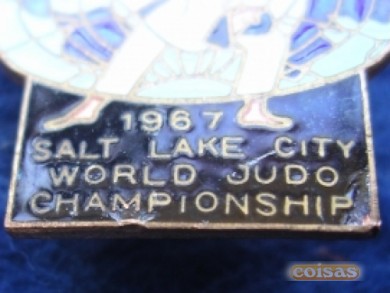 1967
SALT LAKE CITY
WORLD JUDO
CHAMPIONSHIP
coisas